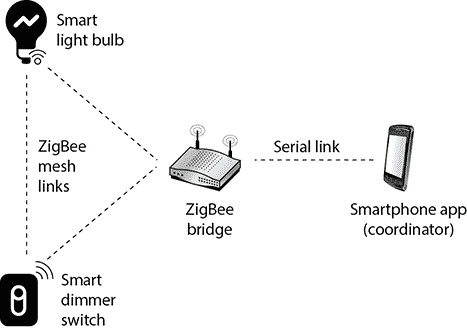 Smart
light bulb
ZigBee
mesh
links
Serial link
ZigBee
bridge
Smartphone app
(coordinator)
Smart
dimmer
switch